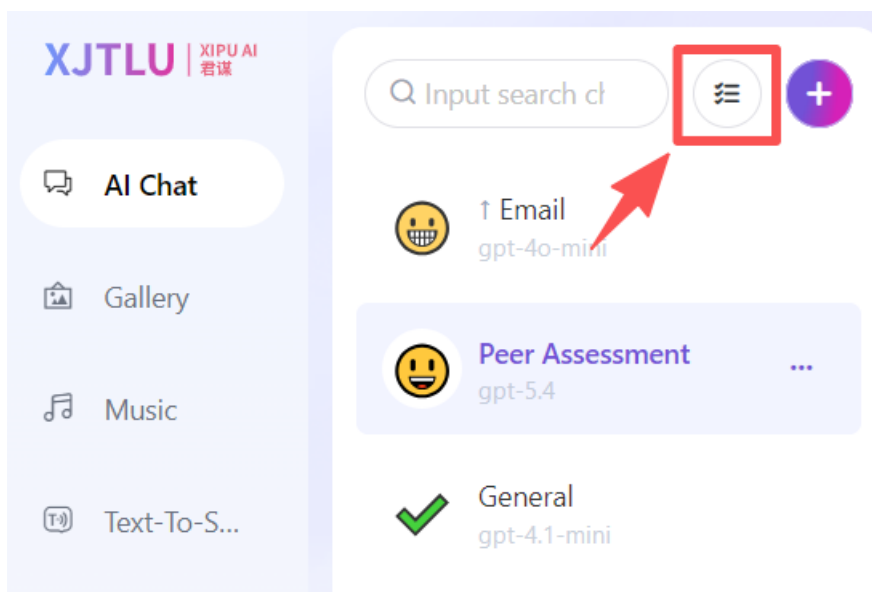 XJTLU
XIPU AI
君谋
AI Chat
Gallery
Music
Text-To-S...
Input search ch
↑ Email
gpt-4o-mini
Peer Assessment
gpt-5.4
...
General
gpt-4.1-mini